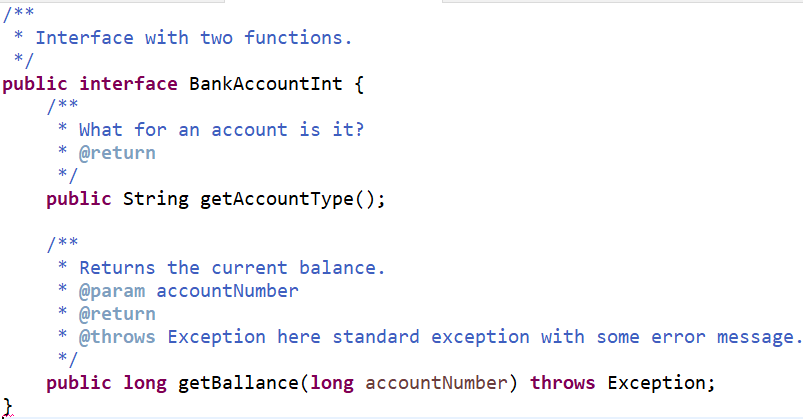 /**
 * Interface with two functions.
 */
public interface BankAccountInt {
    /**
     * What for an account is it?
     * @return
     */
    public String getAccountType();

    /**
     * Returns the current balance.
     * @param accountNumber
     * @return
     * @throws Exception here standard exception with some error message.
     */
    public long getBallance(long accountNumber) throws Exception;
}